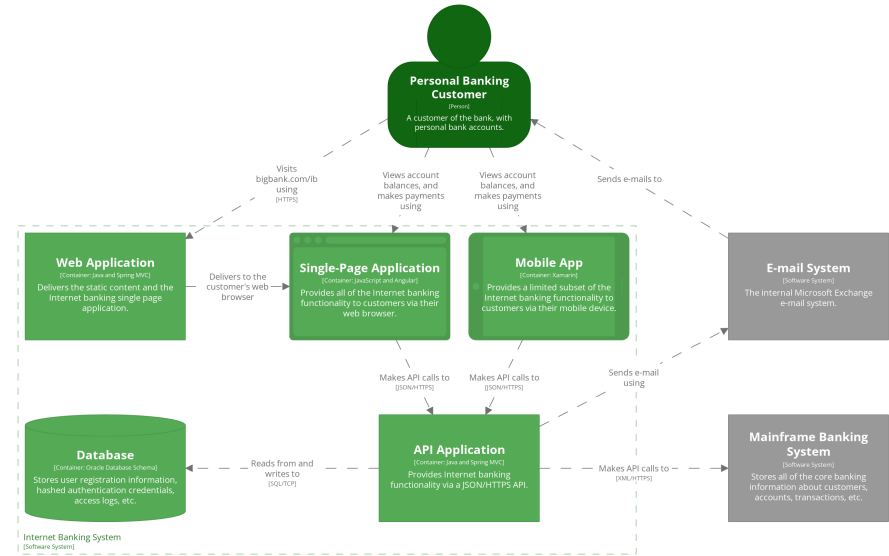 Personal Banking
Customer
[Person]
A customer of the bank, with
personal bank accounts.
Visits
bigbank.com/ib
using
[HTTPS]
Views account
balances, and
makes payments
using
Views account
balances, and
makes payments
using
Sends e-mails to
Web Application
[Container: Java and Spring MVC]
Delivers the static content and the
Internet banking single page
application.
Delivers to the
customer's web
browser
Single-Page Application
[Container: JavaScript and Angular]
Provides all of the Internet banking
functionality to customers via their
web browser.
Mobile App
[Container: Xamarin]
Provides a limited subset of the
Internet banking functionality to
customers via their mobile device.
E-mail System
[Software System]
The internal Microsoft Exchange
e-mail system.
Makes API calls to
[JSON/HTTPS]
Makes API calls to
[JSON/HTTPS]
Sends e-mail
using
Database
[Container: Oracle Database Schema]
Stores user registration information,
hashed authentication credentials,
access logs, etc.
Reads from and
writes to
[SQL/TCP]
API Application
[Container: Java and Spring MVC]
Provides Internet banking
functionality via a JSON/HTTPS API.
Makes API calls to
[XML/HTTPS]
Mainframe Banking
System
[Software System]
Stores all of the core banking
information about customers,
accounts, transactions, etc.
Internet Banking System
[Software System]